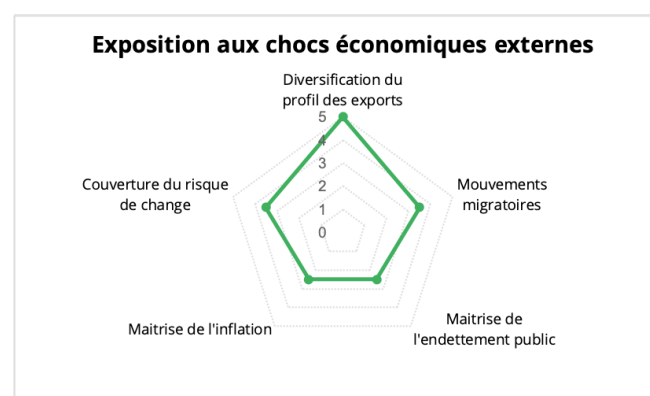 Exposition aux chocs économiques externes
Diversification du
profil des exports
5
4
3
2
1
0
Couverture du risque
de change
Mouvements
migratoires
Maitrise de l'inflation
Maitrise de
l'endettement public